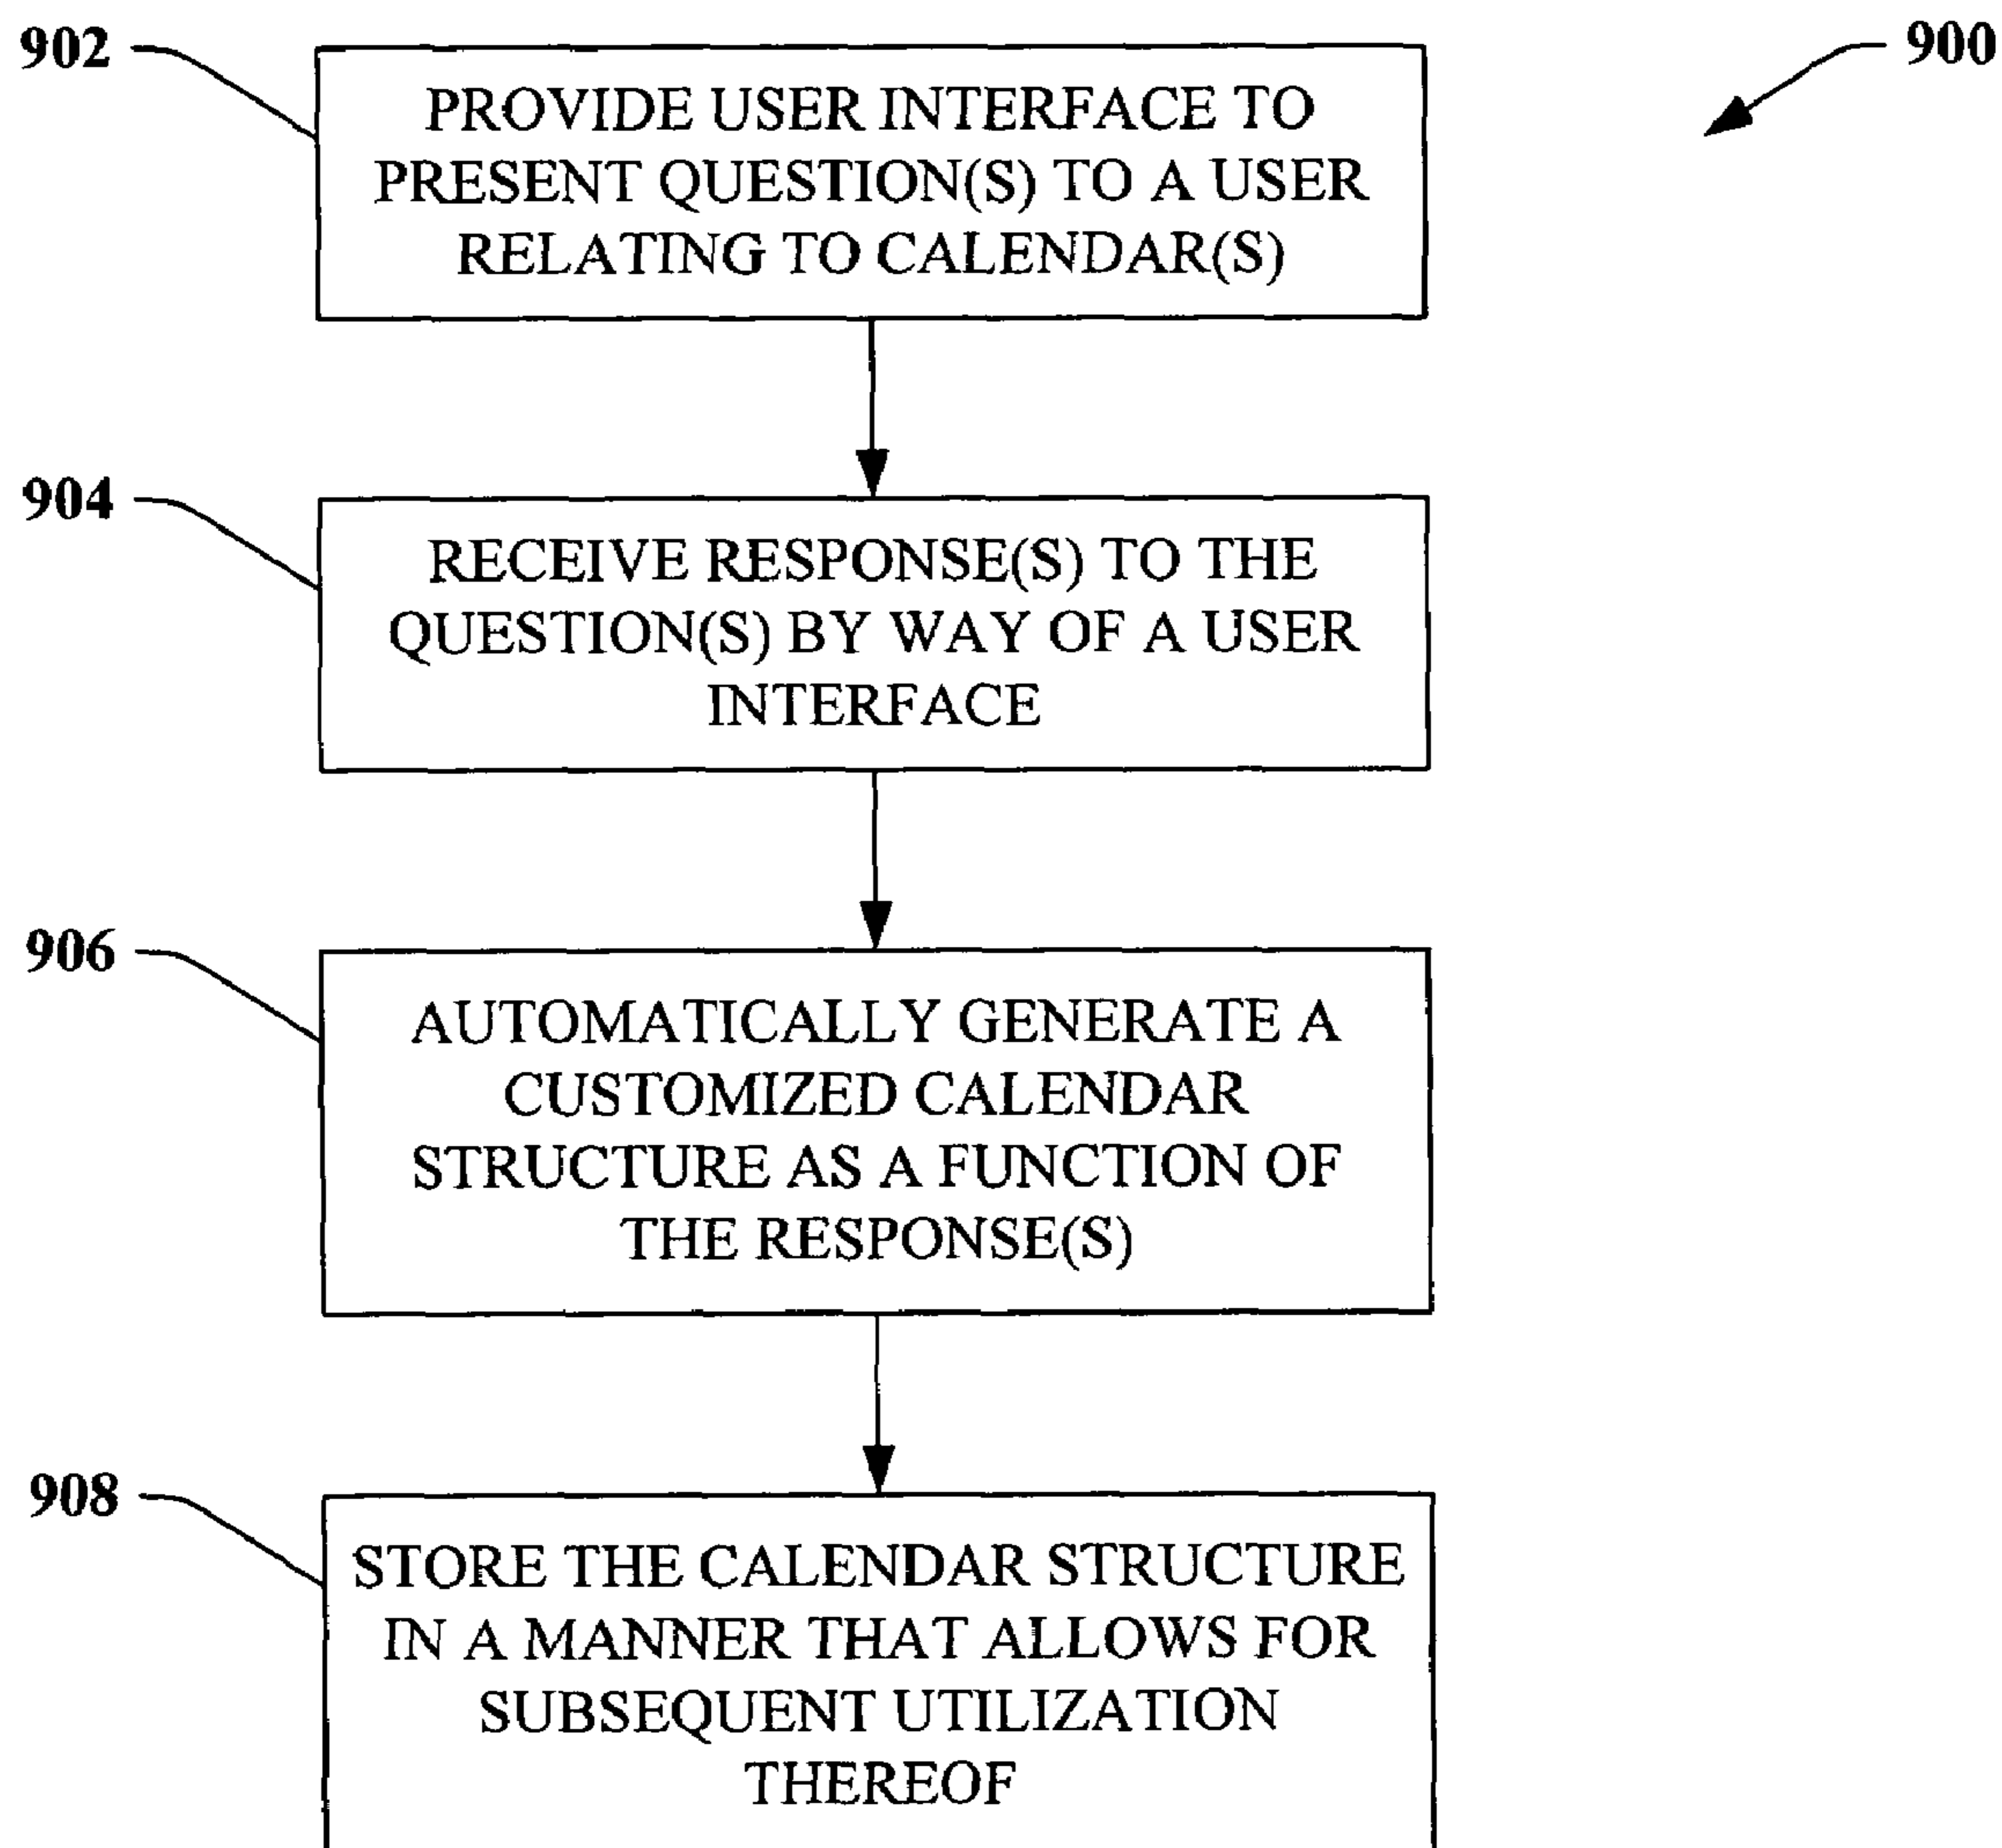 902
900
PROVIDE USER INTERFACE TO
PRESENT QUESTION(S) TO A USER
RELATING TO CALENDAR(S)
904
RECEIVE RESPONSE(S) TO THE
QUESTION(S) BY WAY OF A USER
INTERFACE
906
AUTOMATICALLY GENERATE A
CUSTOMIZED CALENDAR
STRUCTURE AS A FUNCTION OF
THE RESPONSE(S)
908
STORE THE CALENDAR STRUCTURE
IN A MANNER THAT ALLOWS FOR
SUBSEQUENT UTILIZATION
THEREOF